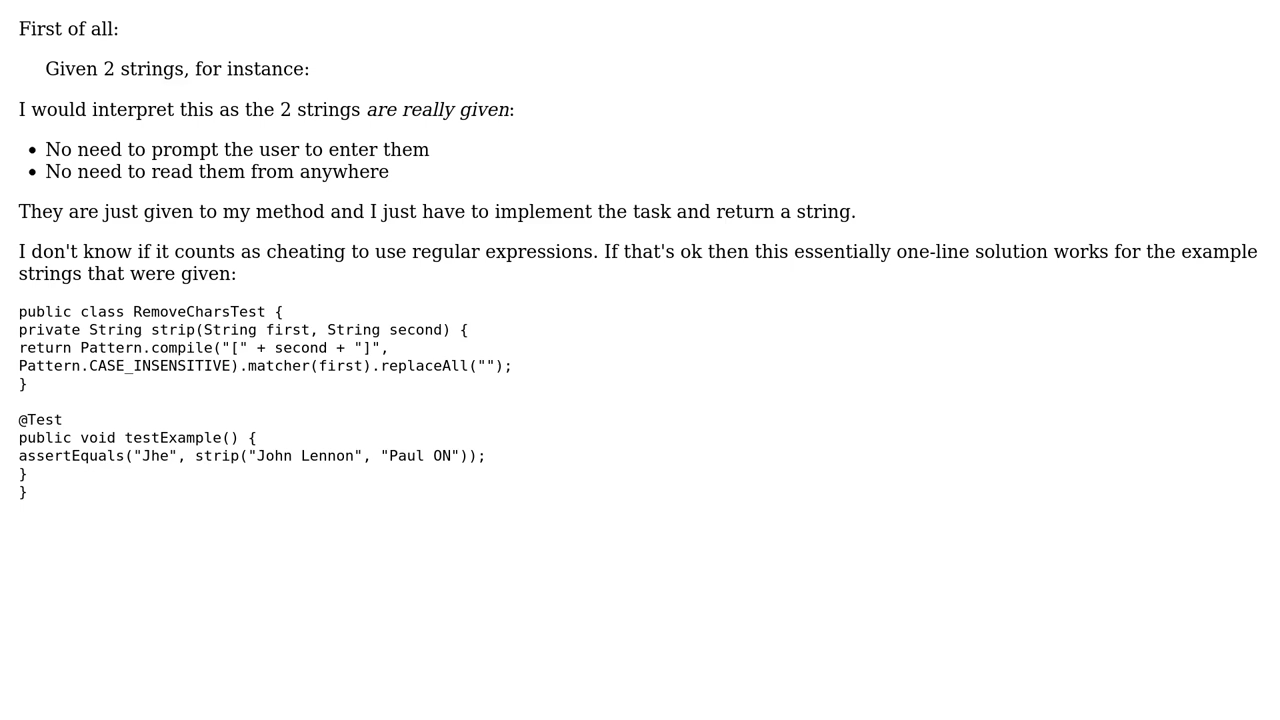 First of all:
Given 2 strings, for instance:
I would interpret this as the 2 strings are really given:
• No need to prompt the user to enter them
• No need to read them from anywhere
They are just given to my method and I just have to implement the task and return a string.
I don't know if it counts as cheating to use regular expressions. If that's ok then this essentially one-line solution works for the example
strings that were given:
public class RemoveCharsTest {
private String strip(String first, String second) {
return Pattern.compile("[" + second + "]",
Pattern.CASE_INSENSITIVE).matcher(first).replaceAll("");
}
@Test
public void testExample() {
assertEquals("Jhe", strip("John Lennon", "Paul ON"));
}
}